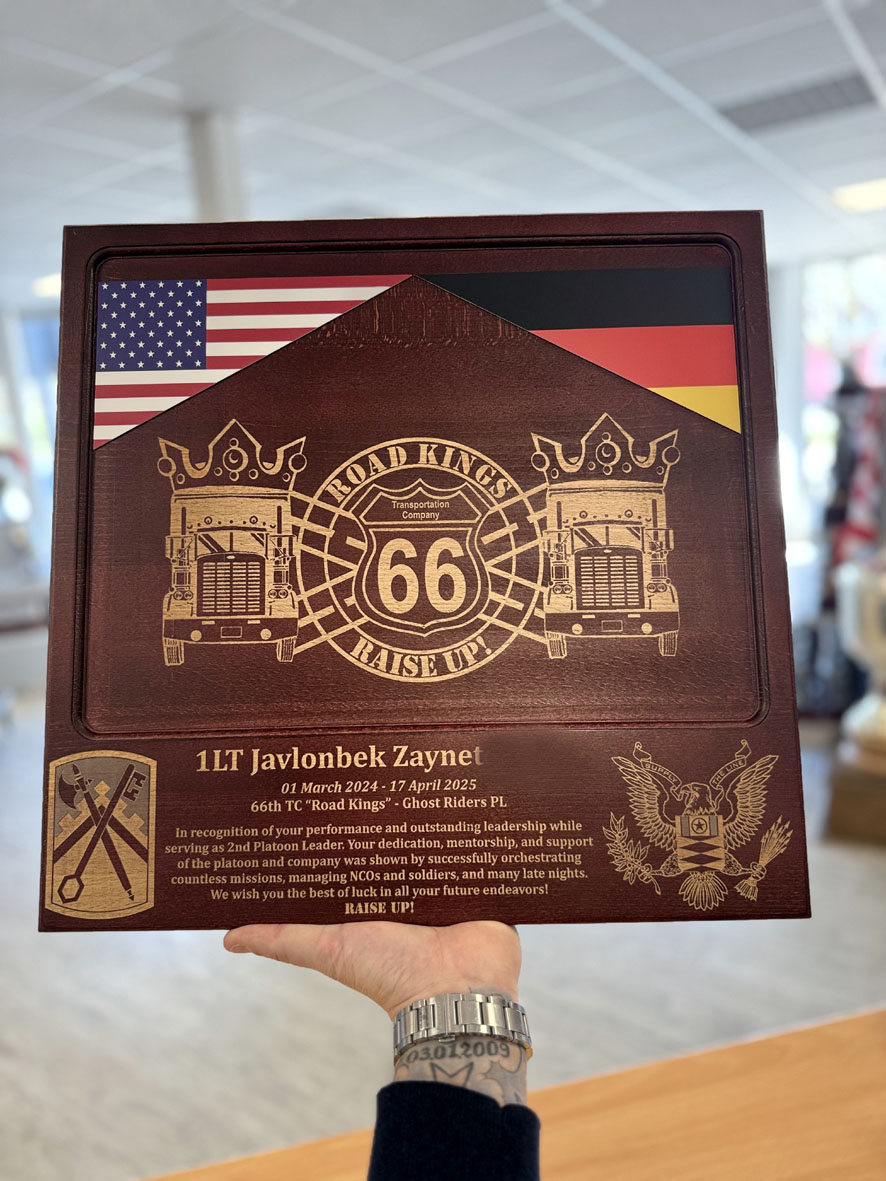 ROAD KINGS
Transportation
Company
66
RAISE UP!
1LT Javlonbek Zaynet
01 March 2024 - 17 April 2025
66th TC "Road Kings" - Ghost Riders PL
In recognition of your performance and outstanding leadership while
serving as 2nd Platoon Leader. Your dedication, mentorship, and support
of the platoon and company was shown by successfully orchestrating
countless missions, managing NCOs and soldiers, and many late nights.
We wish you the best of luck in all your future endeavors!
RAISE UP!
SUPPLY THE LINE
03.01.2009